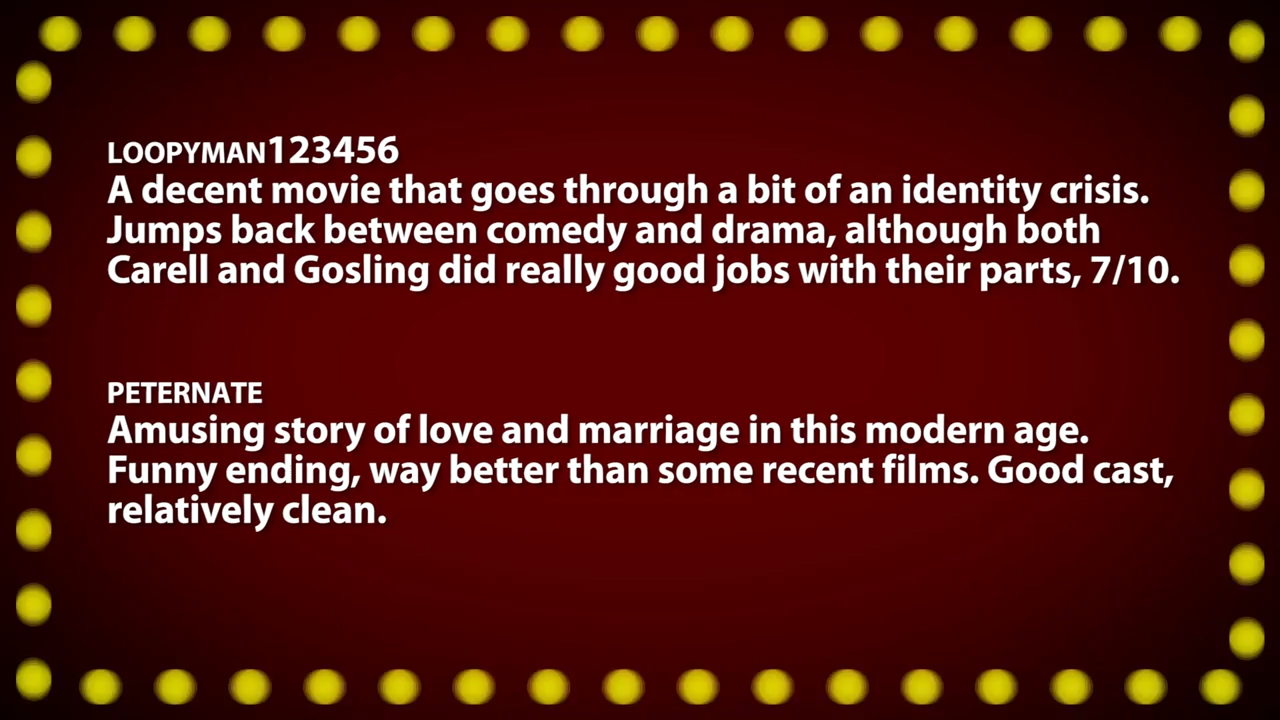 LOOPYMAN123456
A decent movie that goes through a bit of an identity crisis.
Jumps back between comedy and drama, although both
Carell and Gosling did really good jobs with their parts, 7/10.
PETERNATE
Amusing story of love and marriage in this modern age.
Funny ending, way better than some recent films. Good cast,
relatively clean.